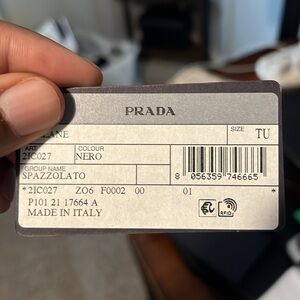 PRADA
LANE
SIZE TU
ART. COLOUR
2IC027 NERO
GROUP NAME
SPAZZOLATO
8 056359 746665
*2IC027 ZO6 F0002 00 01 *
P101 21 17664 A
MADE IN ITALY
RFID